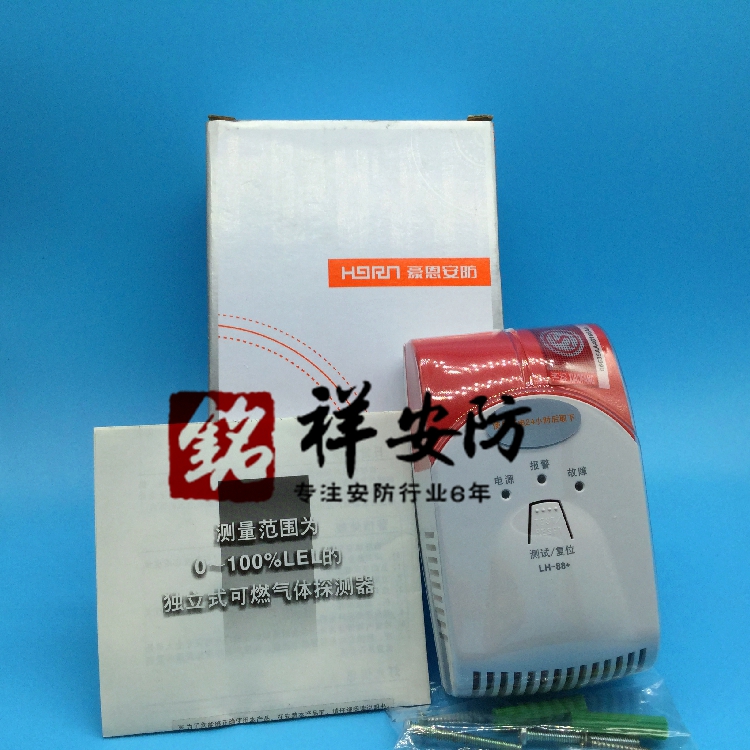 HORN 豪恩安防
銘祥安防
专注安防行业6年
电源 报警 故障
测试/复位
LH-88+
测量范围为
0~100%LEL的
独立式可燃气体探测器